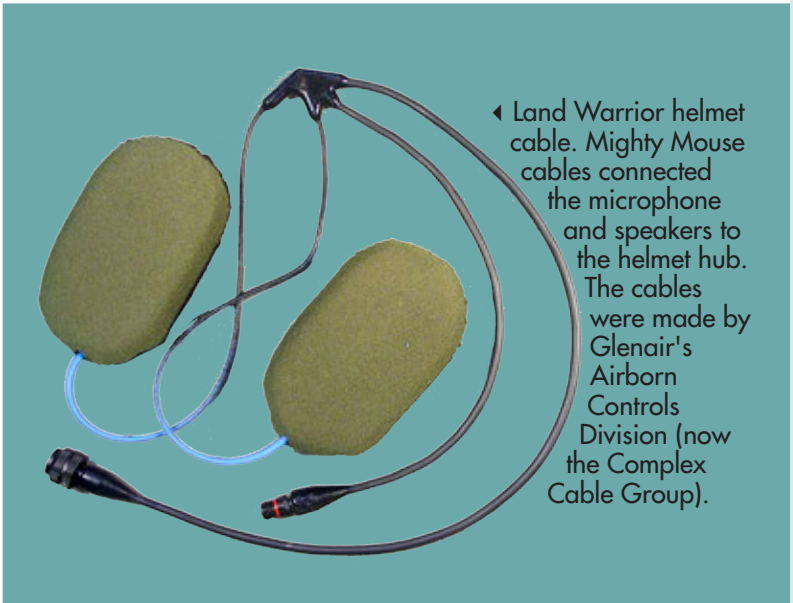 ◂ Land Warrior helmet
cable. Mighty Mouse
cables connected
the microphone
and speakers to
the helmet hub.
The cables
were made by
Glenair's
Airborn
Controls
Division (now
the Complex
Cable Group).